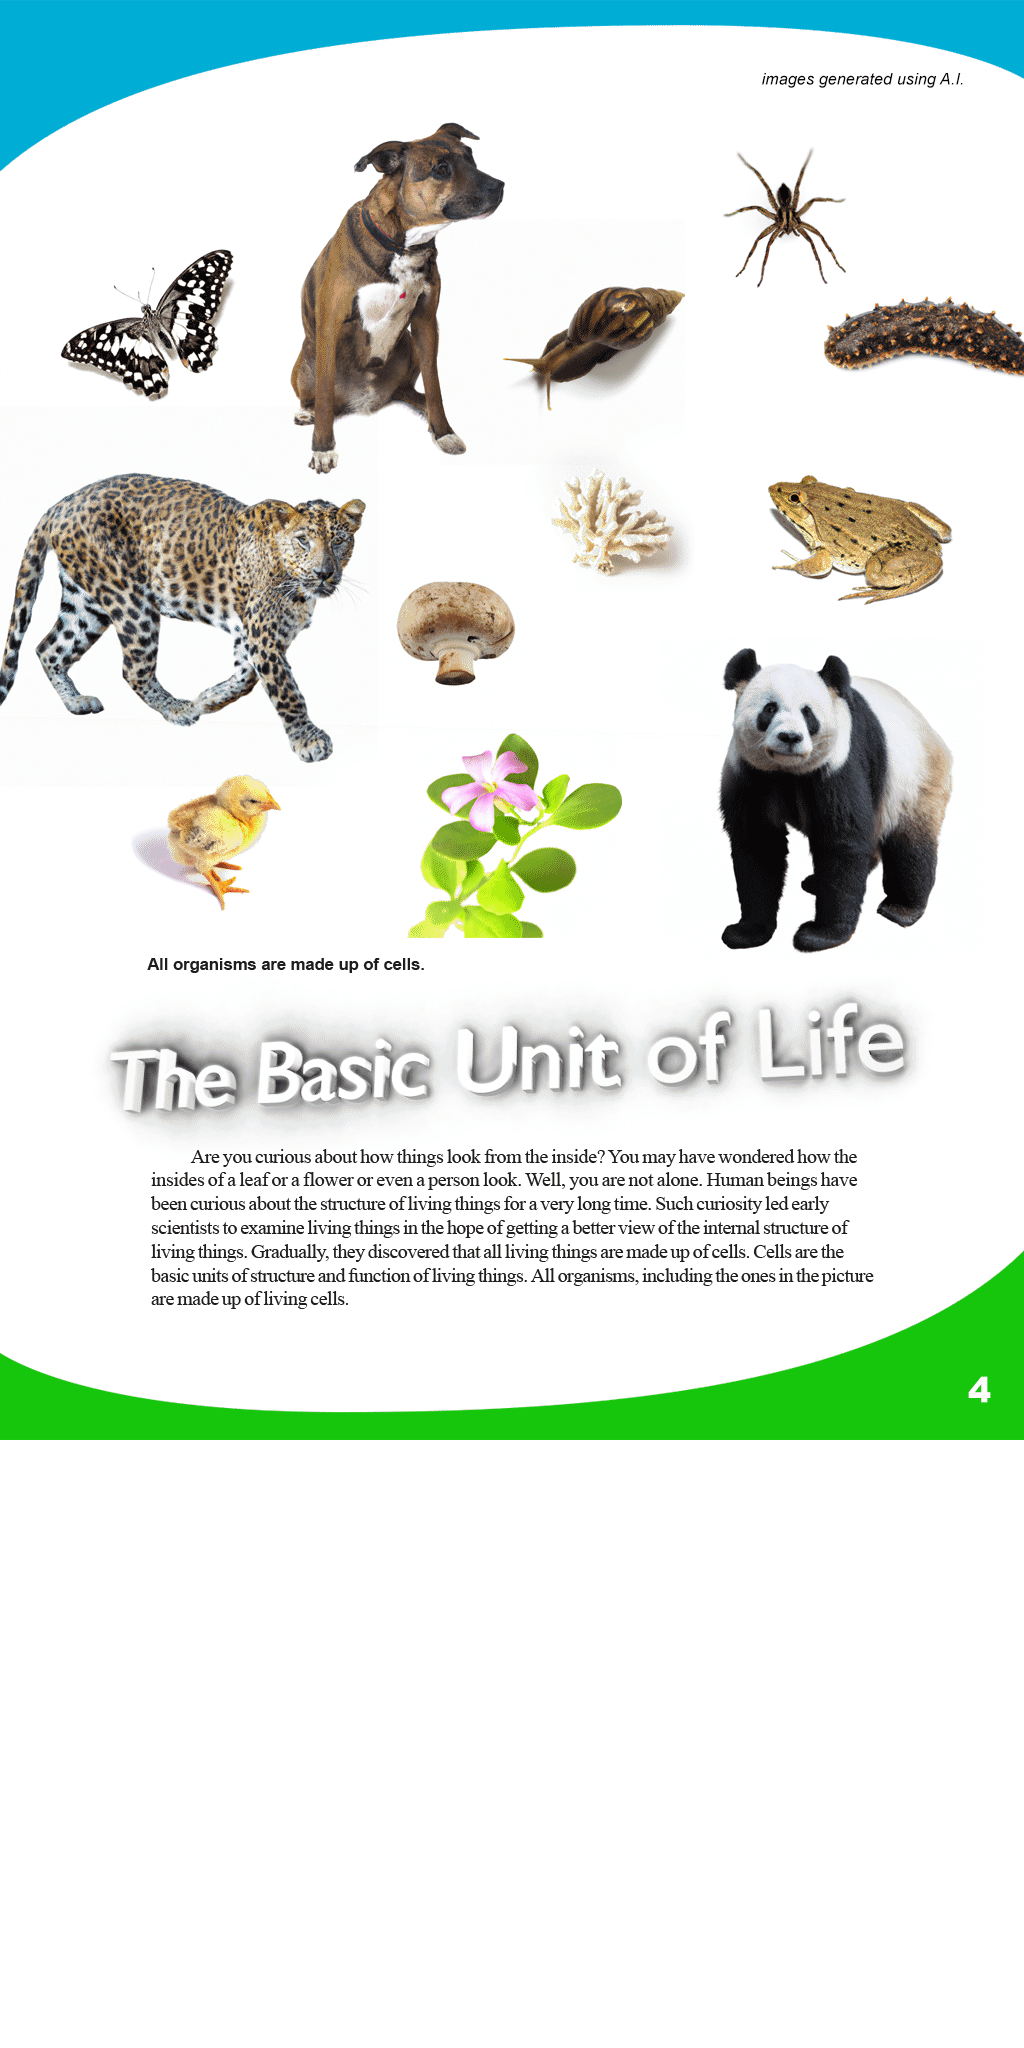 images generated using A.I.
All organisms are made up of cells.
The Basic Unit of Life
Are you curious about how things look from the inside? You may have wondered how the
insides of a leaf or a flower or even a person look. Well, you are not alone. Human beings have
been curious about the structure of living things for a very long time. Such curiosity led early
scientists to examine living things in the hope of getting a better view of the internal structure of
living things. Gradually, they discovered that all living things are made up of cells. Cells are the
basic units of structure and function of living things. All organisms, including the ones in the picture
are made up of living cells.
4